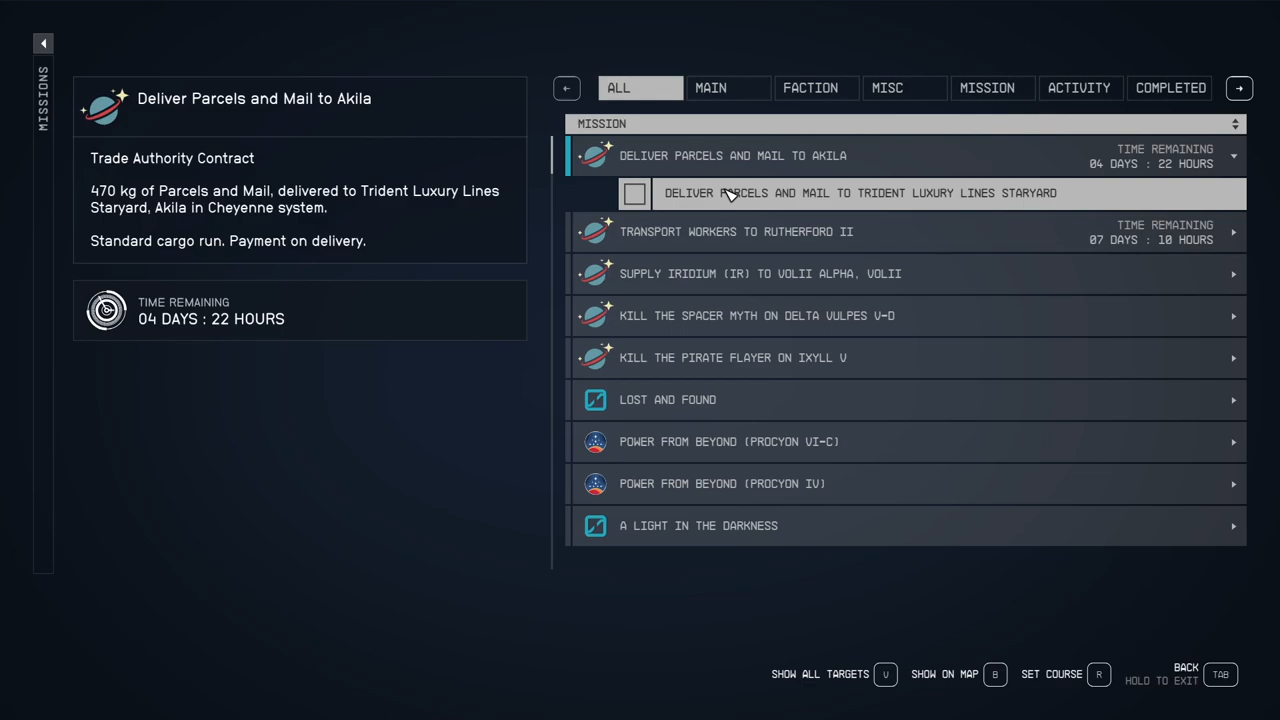 MISSIONS
Deliver Parcels and Mail to Akila
Trade Authority Contract
470 kg of Parcels and Mail, delivered to Trident Luxury Lines
Staryard, Akila in Cheyenne system.
Standard cargo run. Payment on delivery.
TIME REMAINING
04 DAYS : 22 HOURS
ALL MAIN FACTION MISC MISSION ACTIVITY COMPLETED
MISSION
DELIVER PARCELS AND MAIL TO AKILA
TIME REMAINING
04 DAYS : 22 HOURS
DELIVER PARCELS AND MAIL TO TRIDENT LUXURY LINES STARYARD
TRANSPORT WORKERS TO RUTHERFORD II
TIME REMAINING
07 DAYS : 10 HOURS
SUPPLY IRIDIUM (IR) TO VOLII ALPHA, VOLII
KILL THE SPACER MYTH ON DELTA VULPES V-D
KILL THE PIRATE FLAYER ON IXYLL V
LOST AND FOUND
POWER FROM BEYOND (PROCYON VI-C)
POWER FROM BEYOND (PROCYON IV)
A LIGHT IN THE DARKNESS
SHOW ALL TARGETS V SHOW ON MAP B SET COURSE R BACK
HOLD TO EXIT TAB